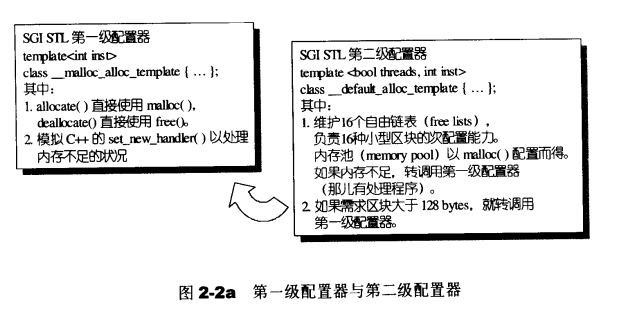 SGI STL 第一级配置器
template<int inst>
class __malloc_alloc_template { … };
其中:
1. allocate( ) 直接使用 malloc( ),
deallocate() 直接使用 free()。
2. 模拟 C++ 的 set_new_handler( ) 以处理
内存不足的状况
SGI STL 第二级配置器
template <bool threads, int inst>
class __default_alloc_template { … };
其中:
1. 维护16个自由链表（free lists）,
负责16种小型区块的次配置能力。
内存池（memory pool）以 malloc( ) 配置而得。
如果内存不足, 转调用第一级配置器
（那儿有处理程序）。
2. 如果需求区块大于 128 bytes, 就转调用
第一级配置器。
图 2-2a 第一级配置器与第二级配置器